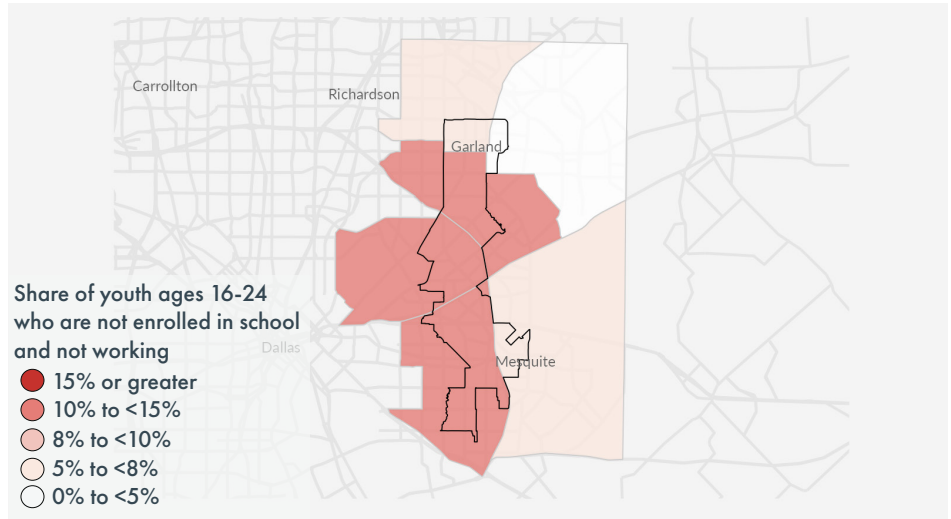 Carrollton
Richardson
Garland
Share of youth ages 16-24
who are not enrolled in school
and not working
Dallas
Mesquite
15% or greater
10% to <15%
8% to <10%
5% to <8%
0% to <5%